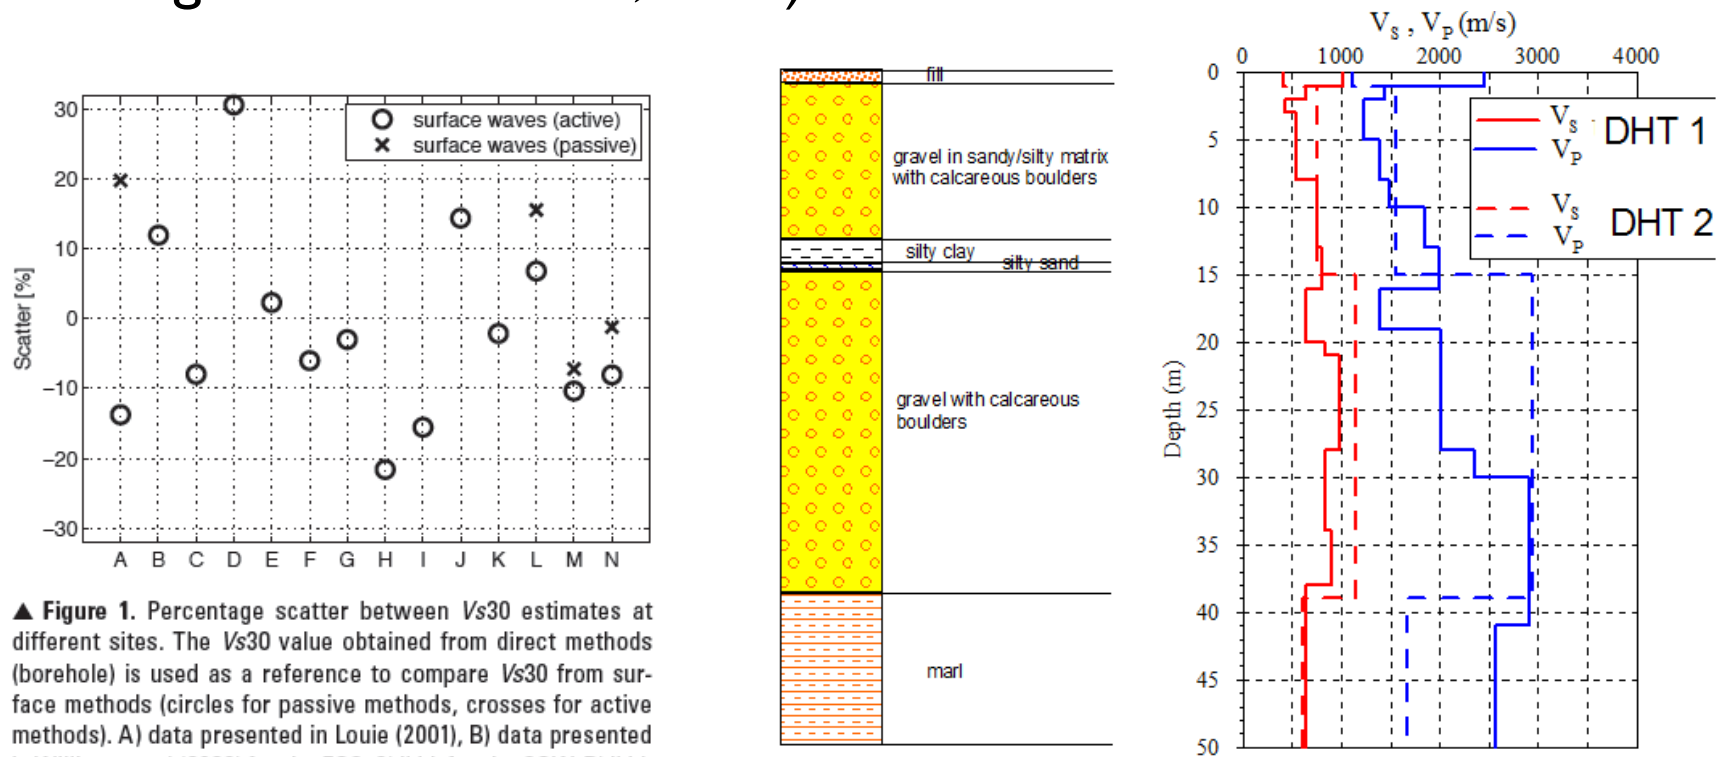 30
20
10
0
−10
−20
−30
Scatter [%]
surface waves (active)
surface waves (passive)
A B C D E F G H I J K L M N
▲ Figure 1. Percentage scatter between Vs30 estimates at
different sites. The Vs30 value obtained from direct methods
(borehole) is used as a reference to compare Vs30 from sur-
face methods (circles for passive methods, crosses for active
methods). A) data presented in Louie (2001), B) data presented
fill
gravel in sandy/silty matrix
with calcareous boulders
silty clay
silty sand
gravel with calcareous
boulders
marl
VS , VP (m/s)
0 1000 2000 3000 4000
0
5
10
15
20
25
30
35
40
45
50
Depth (m)
VS DHT 1
VP
VS DHT 2
VP